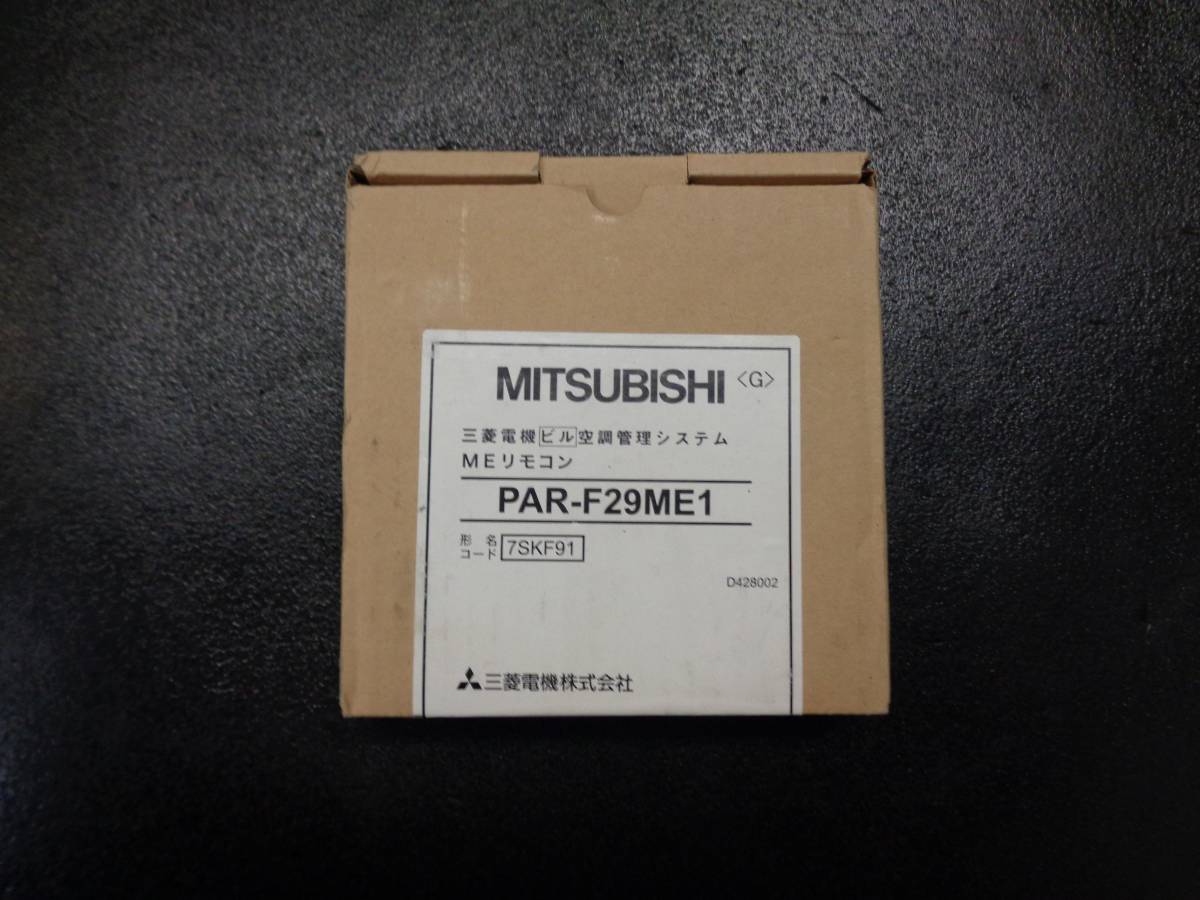 MITSUBISHI 〈G〉
三菱電機ビル空調管理システム
MEリモコン
PAR-F29ME1
形名
コード 7SKF91
D428002
三菱電機株式会社